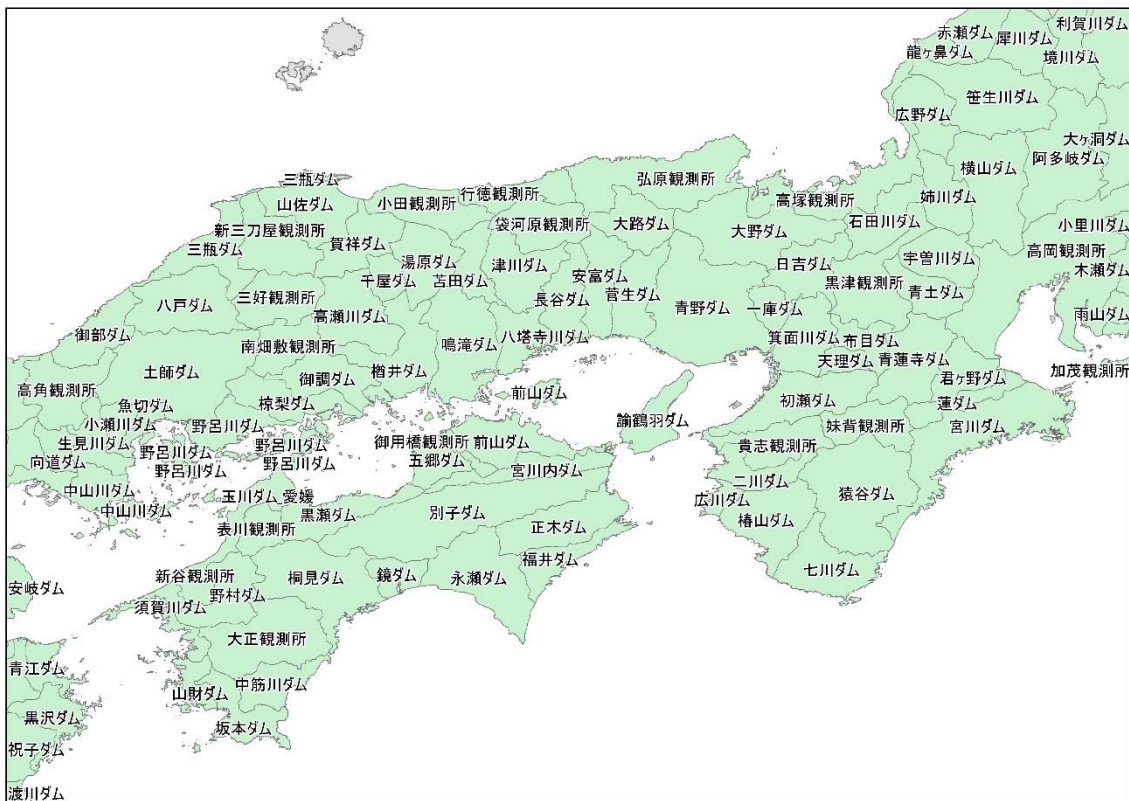 利賀川ダム
赤瀬ダム
犀川ダム
龍ヶ鼻ダム
境川ダム
笹生川ダム
広野ダム
大ヶ洞ダム
阿多岐ダム
横山ダム
三瓶ダム
弘原観測所
行徳観測所
高塚観測所
姉川ダム
山佐ダム
小田観測所
袋河原観測所
大路ダム
石田川ダム
小里川ダム
新三刀屋観測所
大野ダム
賀祥ダム
三瓶ダム
高岡観測所
宇曽川ダム
湯原ダム
津川ダム
日吉ダム
木瀬ダム
安富ダム
千屋ダム
苫田ダム
黒津観測所
青土ダム
三好観測所
長谷ダム
菅生ダム
八戸ダム
青野ダム
一庫ダム
高瀬川ダム
雨山ダム
御部ダム
八塔寺川ダム
箕面川ダム
布目ダム
南畑敷観測所
鳴滝ダム
天理ダム
青蓮寺ダム
土師ダム
楢井ダム
加茂観測所
御調ダム
君ヶ野ダム
高角観測所
前山ダム
初瀬ダム
蓮ダム
魚切ダム
椋梨ダム
小瀬川ダム
野呂川ダム
諭鶴羽ダム
妹背観測所
宮川ダム
生見川ダム
野呂川ダム
野呂川ダム
御用橋観測所
前山ダム
貴志観測所
向道ダム
野呂川ダム
野呂川ダム
五郷ダム
宮川内ダム
二川ダム
中山川ダム
玉川ダム
愛媛
広川ダム
猿谷ダム
中山川ダム
黒瀬ダム
別子ダム
椿山ダム
表川観測所
正木ダム
福井ダム
七川ダム
新谷観測所
桐見ダム
鏡ダム
永瀬ダム
安岐ダム
野村ダム
須賀川ダム
大正観測所
青江ダム
中筋川ダム
山財ダム
黒沢ダム
坂本ダム
祝子ダム
渡川ダム